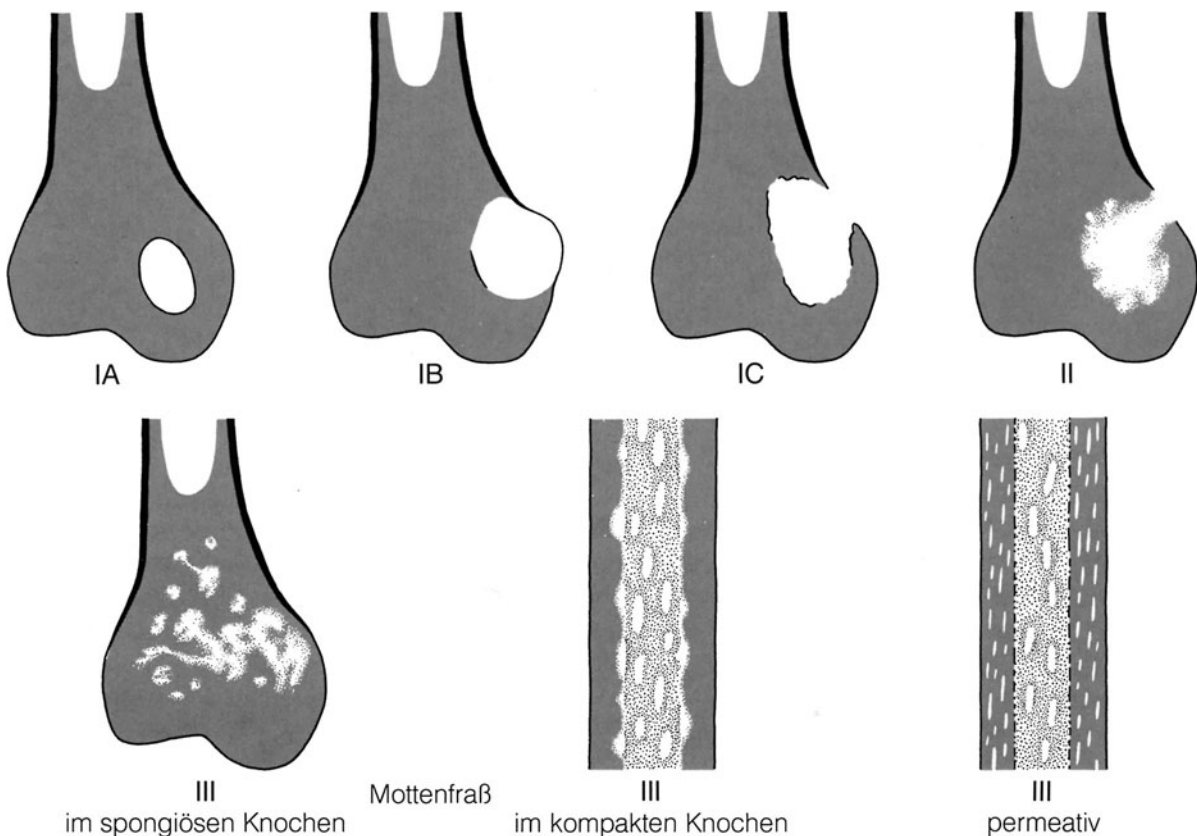 IA IB IC II
III Mottenfraß III III
im spongiösen Knochen im kompakten Knochen permeativ